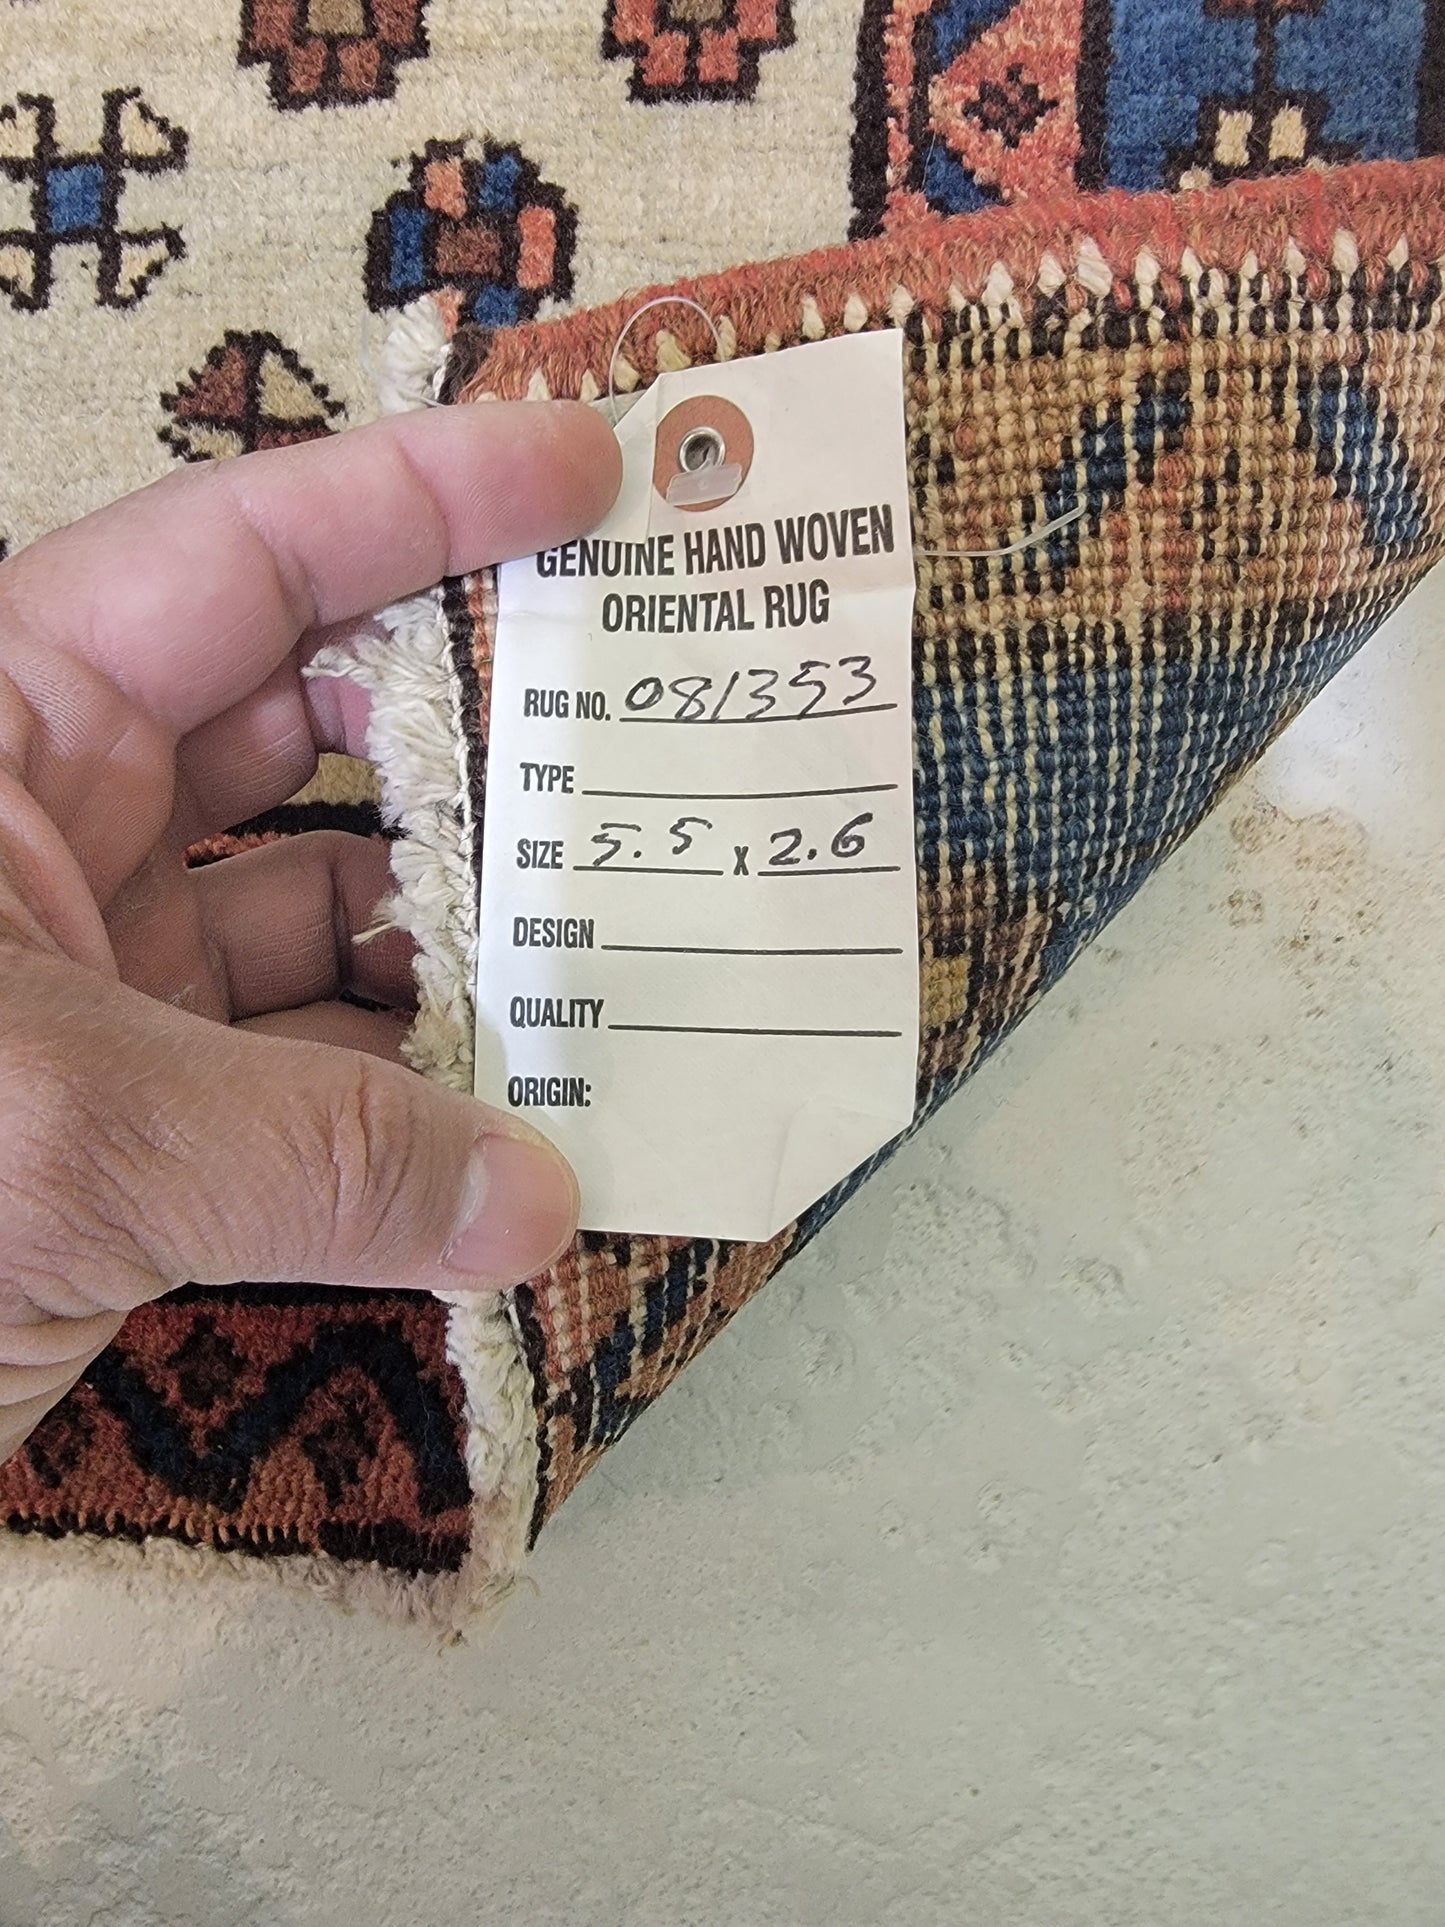 GENUINE HAND WOVEN
ORIENTAL RUG
RUG NO. 081353
TYPE
SIZE 5.5 X 2.6
DESIGN
QUALITY
ORIGIN: